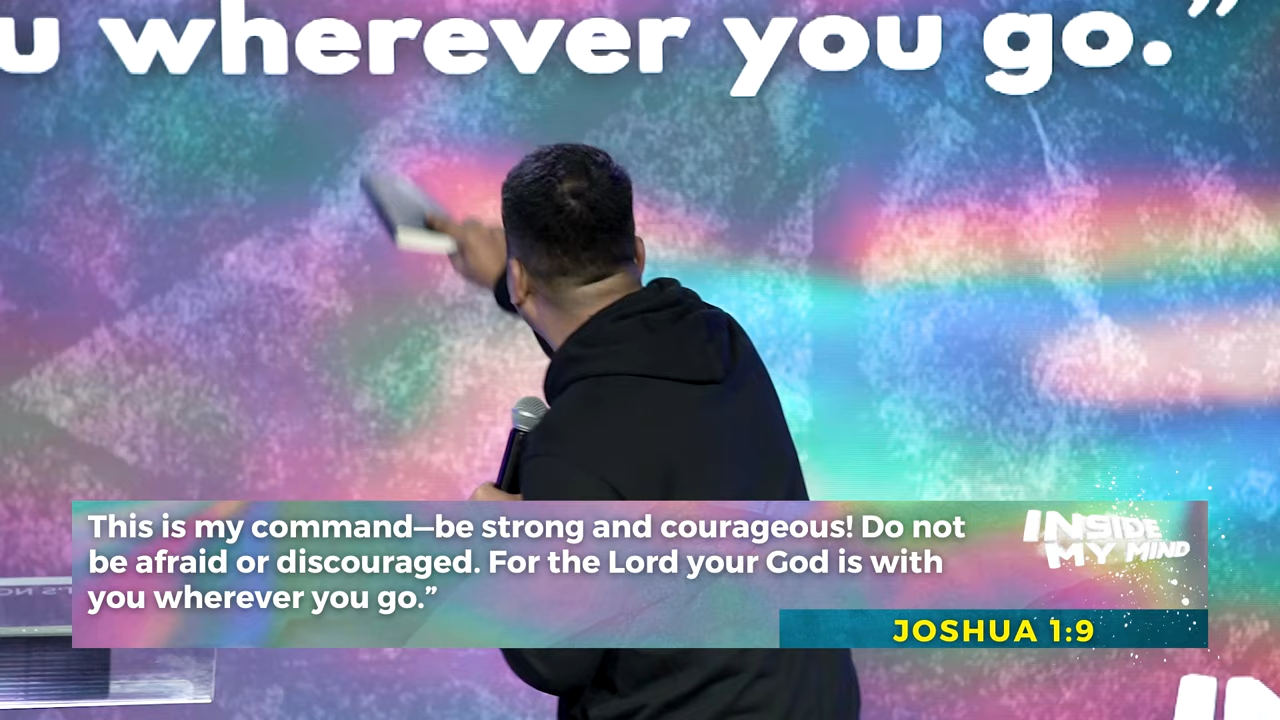 u wherever you go.”
This is my command—be strong and courageous! Do not
be afraid or discouraged. For the Lord your God is with
you wherever you go.”
INSIDE
MY MIND
JOSHUA 1:9